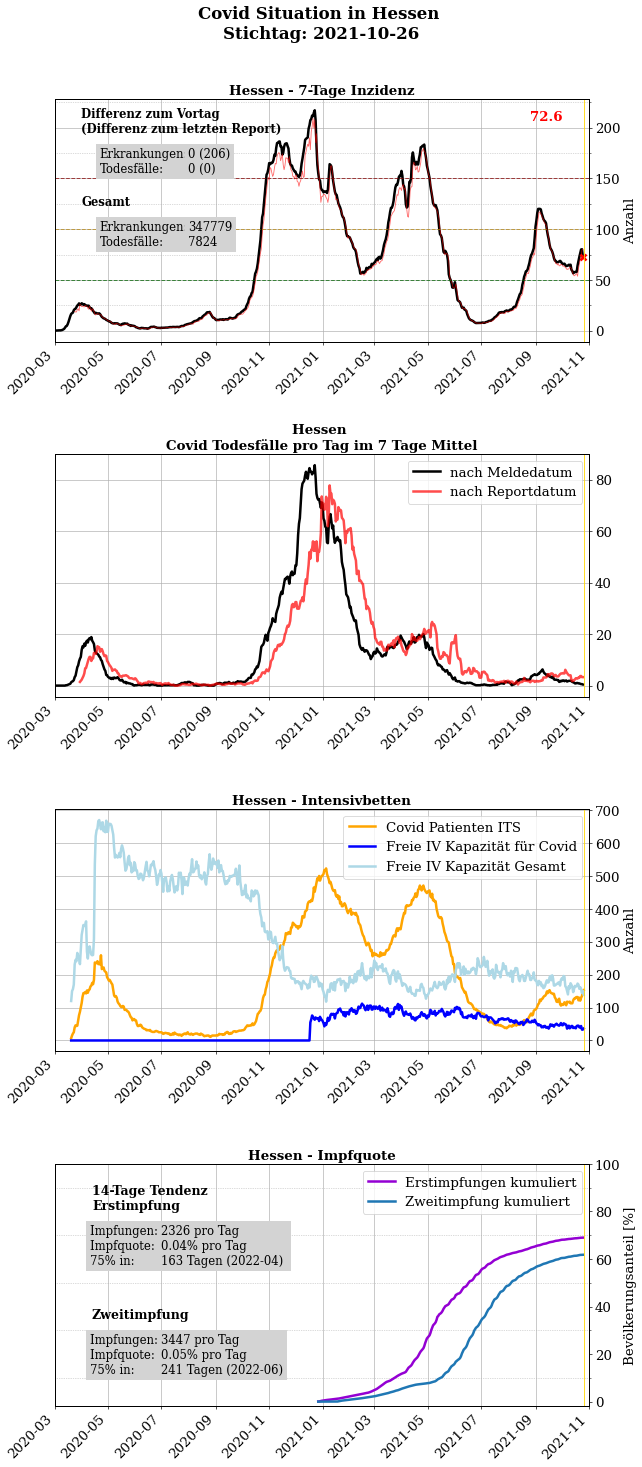 Covid Situation in Hessen
Stichtag: 2021-10-26
Hessen - 7-Tage Inzidenz
Differenz zum Vortag
(Differenz zum letzten Report)
Erkrankungen 0 (206)
Todesfälle: 0 (0)
Gesamt
Erkrankungen 347779
Todesfälle: 7824
72.6
200
150
100
50
0
Anzahl
2020-03
2020-05
2020-07
2020-09
2020-11
2021-01
2021-03
2021-05
2021-07
2021-09
2021-11
Hessen
Covid Todesfälle pro Tag im 7 Tage Mittel
nach Meldedatum
nach Reportdatum
80
60
40
20
0
2020-03
2020-05
2020-07
2020-09
2020-11
2021-01
2021-03
2021-05
2021-07
2021-09
2021-11
Hessen - Intensivbetten
Covid Patienten ITS
Freie IV Kapazität für Covid
Freie IV Kapazität Gesamt
700
600
500
400
300
200
100
0
Anzahl
2020-03
2020-05
2020-07
2020-09
2020-11
2021-01
2021-03
2021-05
2021-07
2021-09
2021-11
Hessen - Impfquote
14-Tage Tendenz
Erstimpfung
Impfungen: 2326 pro Tag
Impfquote: 0.04% pro Tag
75% in: 163 Tagen (2022-04)
Zweitimpfung
Impfungen: 3447 pro Tag
Impfquote: 0.05% pro Tag
75% in: 241 Tagen (2022-06)
Erstimpfungen kumuliert
Zweitimpfung kumuliert
100
80
60
40
20
0
Bevölkerungsanteil [%]
2020-03
2020-05
2020-07
2020-09
2020-11
2021-01
2021-03
2021-05
2021-07
2021-09
2021-11